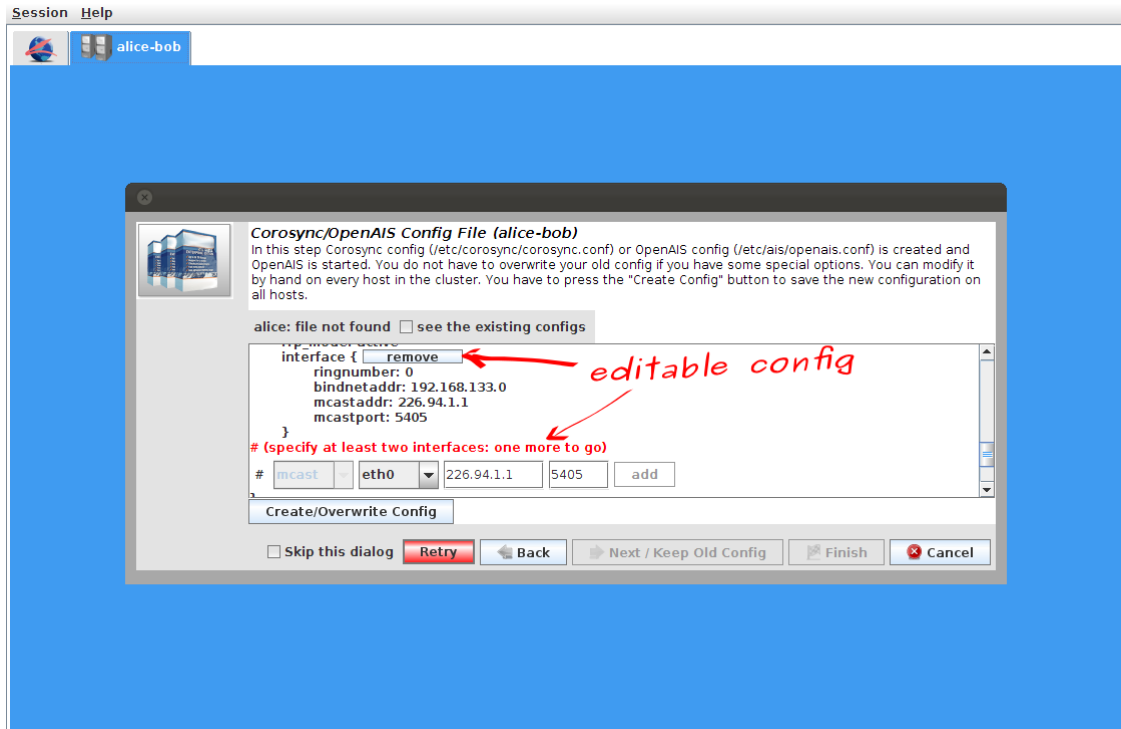 Session Help
alice-bob
Corosync/OpenAIS Config File (alice-bob)
In this step Corosync config (/etc/corosync/corosync.conf) or OpenAIS config (/etc/ais/openais.conf) is created and
OpenAIS is started. You do not have to overwrite your old config if you have some special options. You can modify it
by hand on every host in the cluster. You have to press the "Create Config" button to save the new configuration on
all hosts.
alice: file not found see the existing configs
interface { remove
editable config
ringnumber: 0
bindnetaddr: 192.168.133.0
mcastaddr: 226.94.1.1
mcastport: 5405
}
# (specify at least two interfaces: one more to go)
# mcast eth0 226.94.1.1 5405 add
Create/Overwrite Config
Skip this dialog Retry Back Next / Keep Old Config Finish Cancel